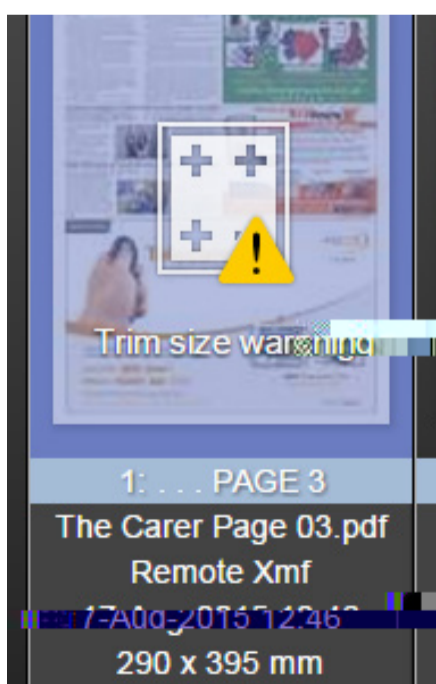 Trim size warning
1: . . . PAGE 3
The Carer Page 03.pdf
Remote Xmf
17-Aug-2015 12:46
290 x 395 mm